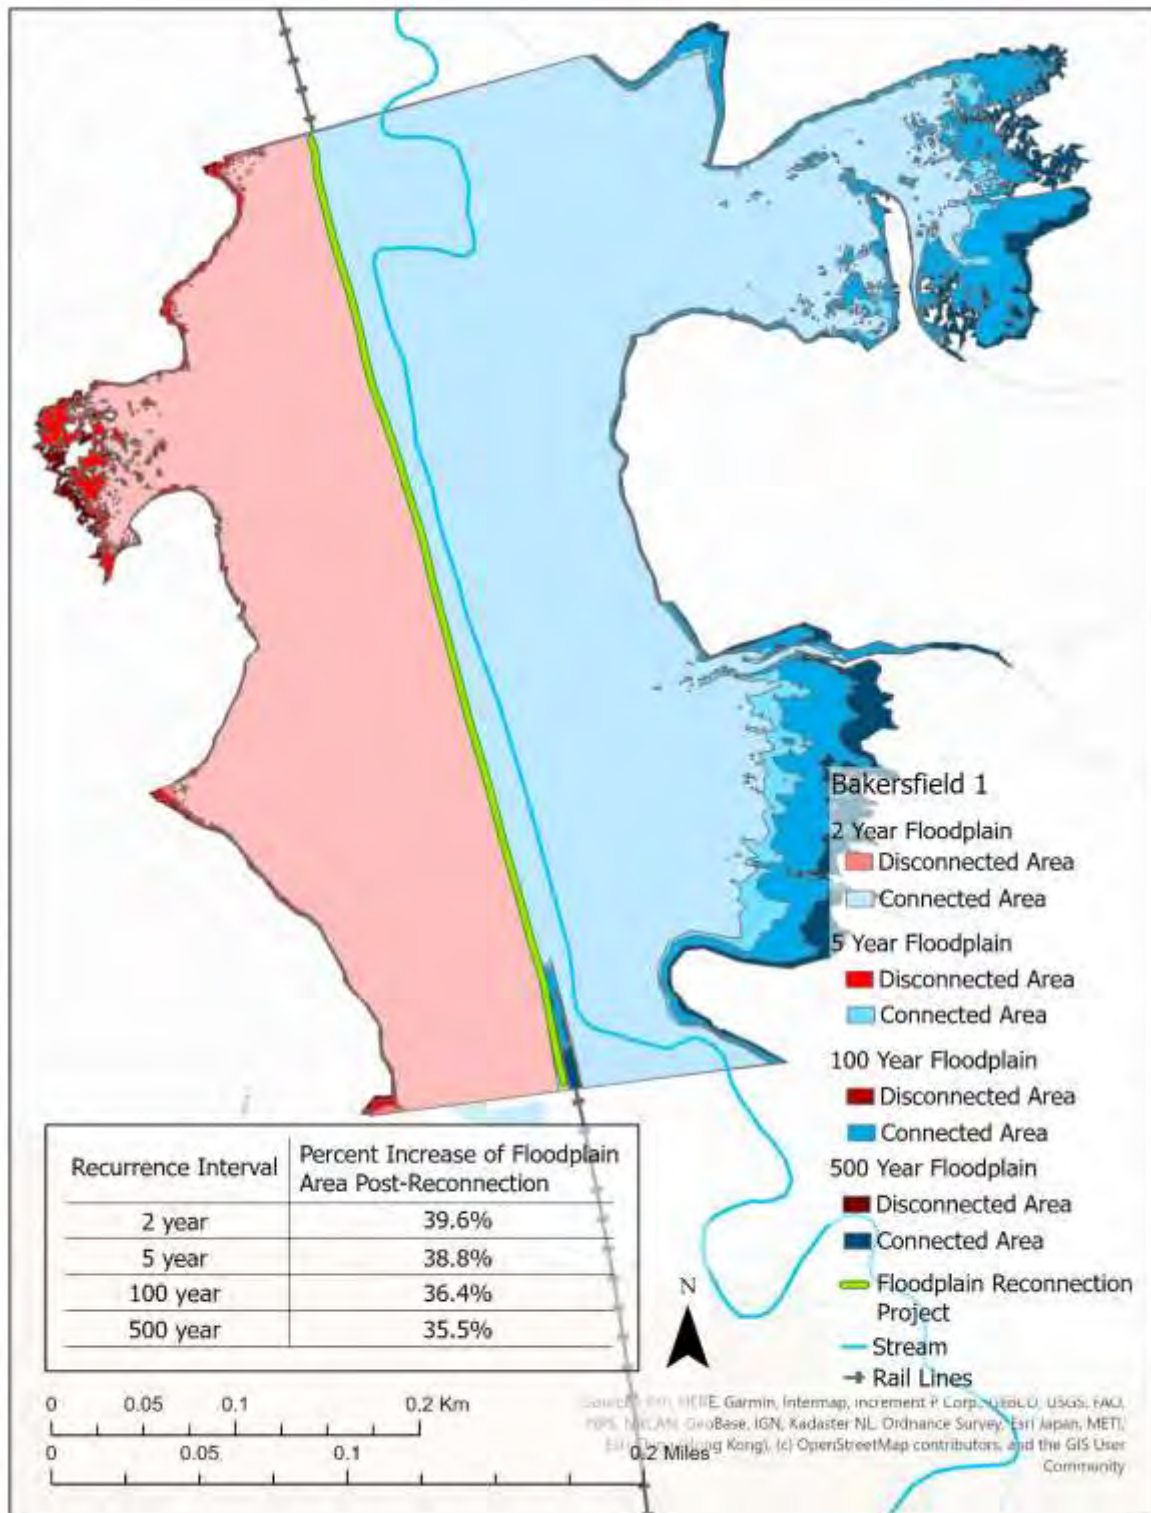 Bakersfield 1
2 Year Floodplain
Disconnected Area
Connected Area
5 Year Floodplain
Disconnected Area
Connected Area
100 Year Floodplain
Disconnected Area
Connected Area
500 Year Floodplain
Disconnected Area
Connected Area
Floodplain Reconnection
Project
Stream
Rail Lines
Recurrence Interval
Percent Increase of Floodplain
Area Post-Reconnection
2 year 39.6%
5 year 38.8%
100 year 36.4%
500 year 35.5%
N
0 0.05 0.1 0.2 Km
0 0.05 0.1 0.2 Miles
HERE, Garmin, Intermap, increment P Corp., GEBCO, USGS, FAO,
NPS, NRCAN, GeoBase, IGN, Kadaster NL, Ordnance Survey, Esri Japan, METI,
Kong), (c) OpenStreetMap contributors, and the GIS User
Community